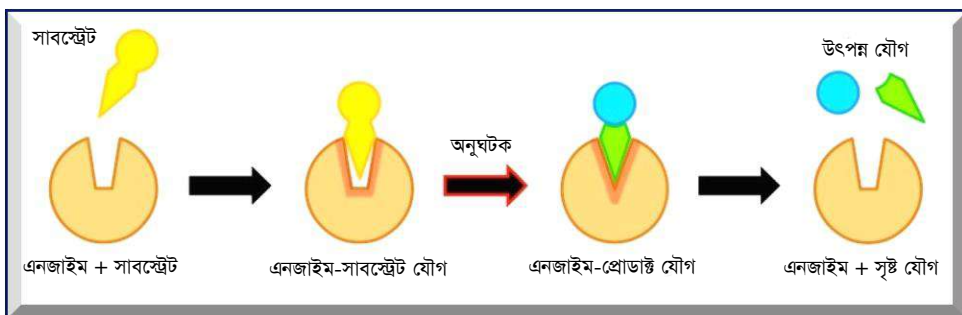 সাবস্ট্রেট
উৎপন্ন যৌগ
অনুঘটক
এনজাইম + সাবস্ট্রেট
এনজাইম-সাবস্ট্রেট যৌগ
এনজাইম-প্রোডাক্ট যৌগ
এনজাইম + সৃষ্ট যৌগ